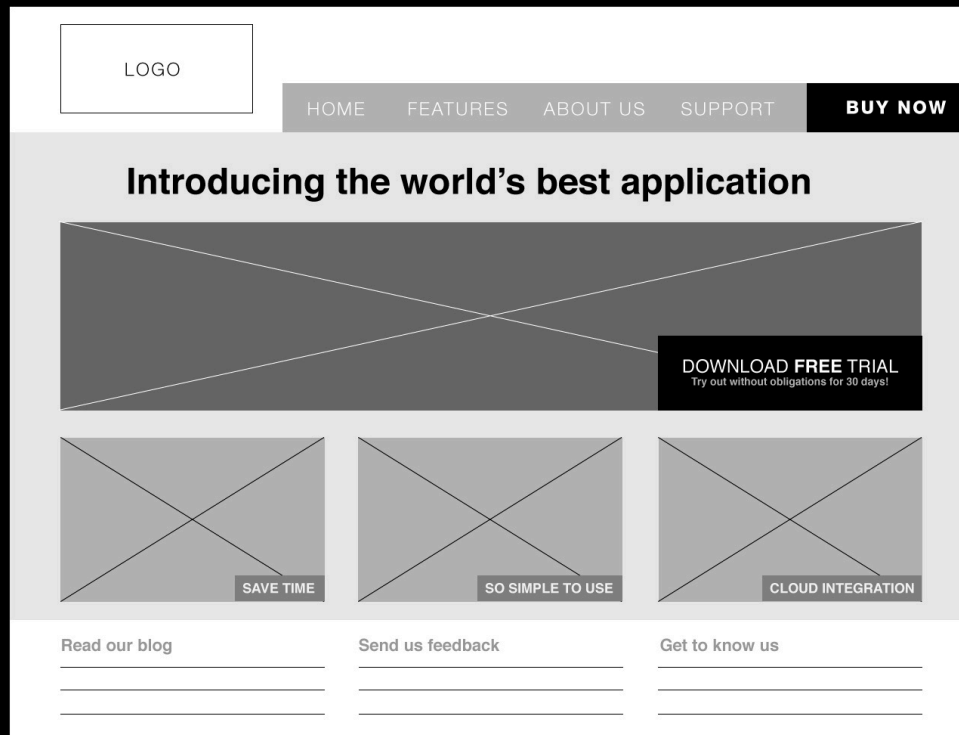 LOGO
HOME FEATURES ABOUT US SUPPORT BUY NOW
Introducing the world’s best application
DOWNLOAD FREE TRIAL
Try out without obligations for 30 days!
SAVE TIME
SO SIMPLE TO USE
CLOUD INTEGRATION
Read our blog
Send us feedback
Get to know us